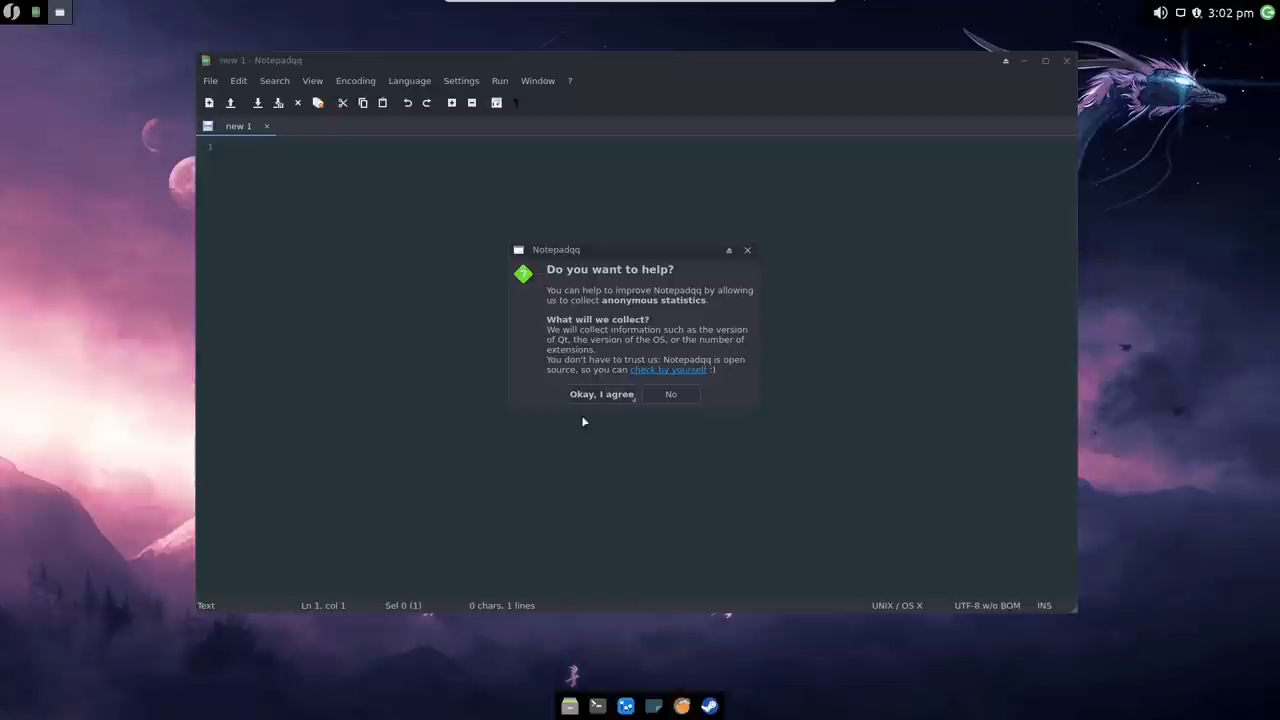 3:02 pm
new 1 - Notepadqq
File Edit Search View Encoding Language Settings Run Window ?
new 1
1
Notepadqq
Do you want to help?
You can help to improve Notepadqq by allowing
us to collect anonymous statistics.
What will we collect?
We will collect information such as the version
of Qt, the version of the OS, or the number of
extensions.
You don't have to trust us: Notepadqq is open
source, so you can check by yourself :)
Okay, I agree No
Text Ln 1, col 1 Sel 0 (1) 0 chars, 1 lines UNIX / OS X UTF-8 w/o BOM INS